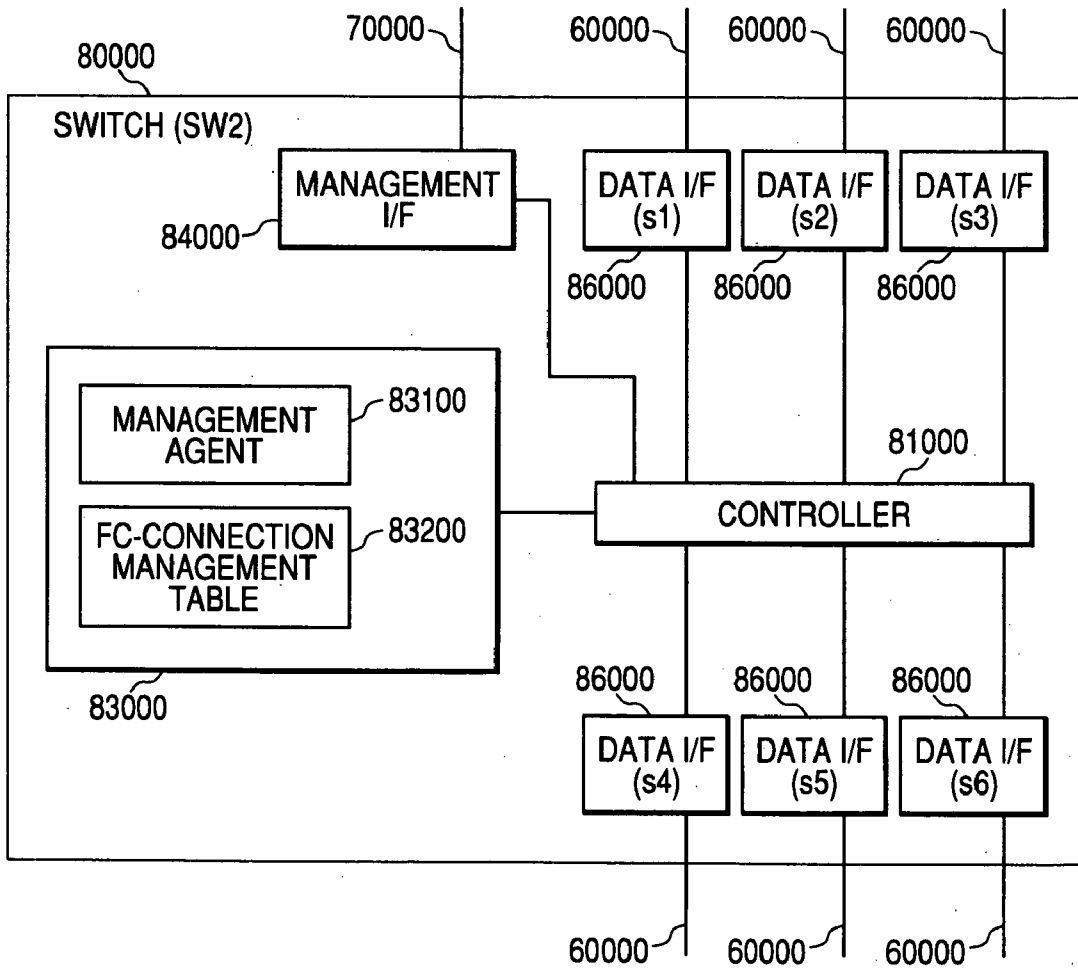 70000
60000
60000
60000
80000
SWITCH (SW2)
MANAGEMENT
I/F
84000
DATA I/F
(s1)
DATA I/F
(s2)
DATA I/F
(s3)
86000
86000
86000
MANAGEMENT
AGENT
83100
FC-CONNECTION
MANAGEMENT
TABLE
83200
83000
81000
CONTROLLER
86000
86000
86000
DATA I/F
(s4)
DATA I/F
(s5)
DATA I/F
(s6)
60000
60000
60000